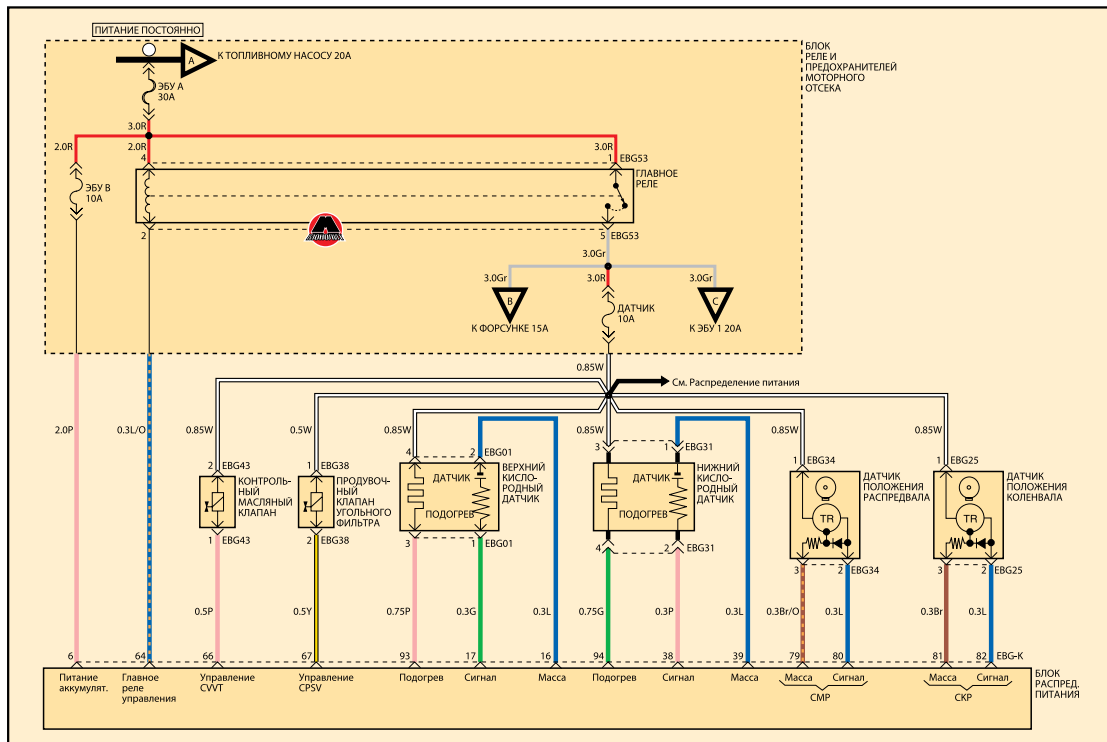 ПИТАНИЕ ПОСТОЯННО
А
К ТОПЛИВНОМУ НАСОСУ 20А
БЛОК
РЕЛЕ И
ПРЕДОХРАНИТЕЛЕЙ
МОТОРНОГО
ОТСЕКА
ЭБУ А
30А
3.0R
2.0R
2.0R
3.0R
4
1
EBG53
ЭБУ В
10А
ГЛАВНОЕ
РЕЛЕ
2
5
EBG53
3.0Gr
3.0Gr
3.0R
3.0Gr
B
C
ДАТЧИК
10А
К ФОРСУНКЕ 15А
К ЭБУ 1 20А
0.85W
См. Распределение питания
2.0P
0.3L/O
0.85W
0.5W
0.85W
0.85W
0.85W
0.85W
2
EBG43
1
EBG38
4
2
EBG01
3
1
EBG31
1
EBG34
1
EBG25
КОНТРОЛЬ-
НЫЙ
МАСЛЯНЫЙ
КЛАПАН
ПРОДУВОЧ-
НЫЙ
КЛАПАН
УГОЛЬНОГО
ФИЛЬТРА
ДАТЧИК
ПОДОГРЕВ
ВЕРХНИЙ
КИСЛО-
РОДНЫЙ
ДАТЧИК
ДАТЧИК
ПОДОГРЕВ
НИЖНИЙ
КИСЛО-
РОДНЫЙ
ДАТЧИК
TR
ДАТЧИК
ПОЛОЖЕНИЯ
РАСПРЕДВАЛА
TR
ДАТЧИК
ПОЛОЖЕНИЯ
КОЛЕНВАЛА
1
EBG43
2
EBG38
3
1
EBG01
4
2
EBG31
3
2
EBG34
3
2
EBG25
0.5P
0.5Y
0.75P
0.3G
0.3L
0.75G
0.3P
0.3L
0.3Br/O
0.3L
0.3Br
0.3L
6
64
66
67
93
17
16
94
38
39
79
80
81
82
EBG-K
Питание
аккумулят.
Главное
реле
управления
Управление
CVVT
Управление
CPSV
Подогрев
Сигнал
Масса
Подогрев
Сигнал
Масса
Масса
Сигнал
CMP
Масса
Сигнал
CKP
БЛОК
РАСПРЕД.
ПИТАНИЯ